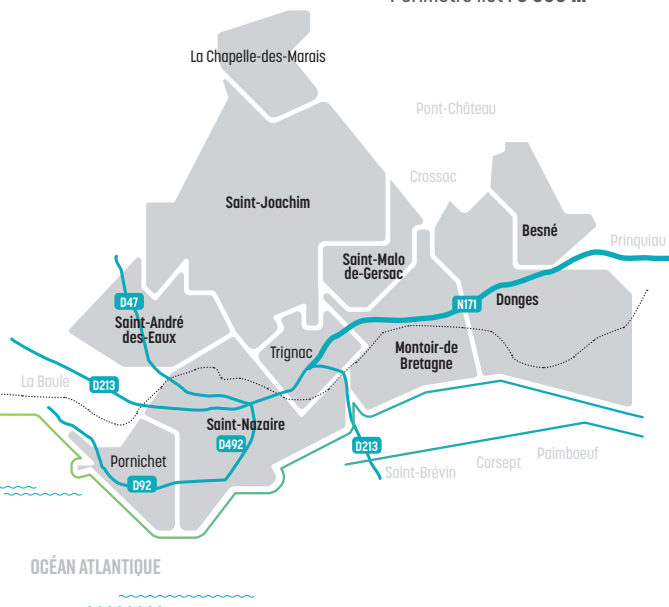 La Chapelle-des-Marais
Pont-Château
Crossac
Saint-Joachim
Besné
Prinquiau
Saint-Malo
de-Gersac
D47
N171
Donges
Saint-André
des-Eaux
Trignac
Montoir-de
Bretagne
La Baule
D213
Saint-Nazaire
D492
D213
Pornichet
Saint-Brévin
Corsept
Paimboeuf
D92
OCÉAN ATLANTIQUE